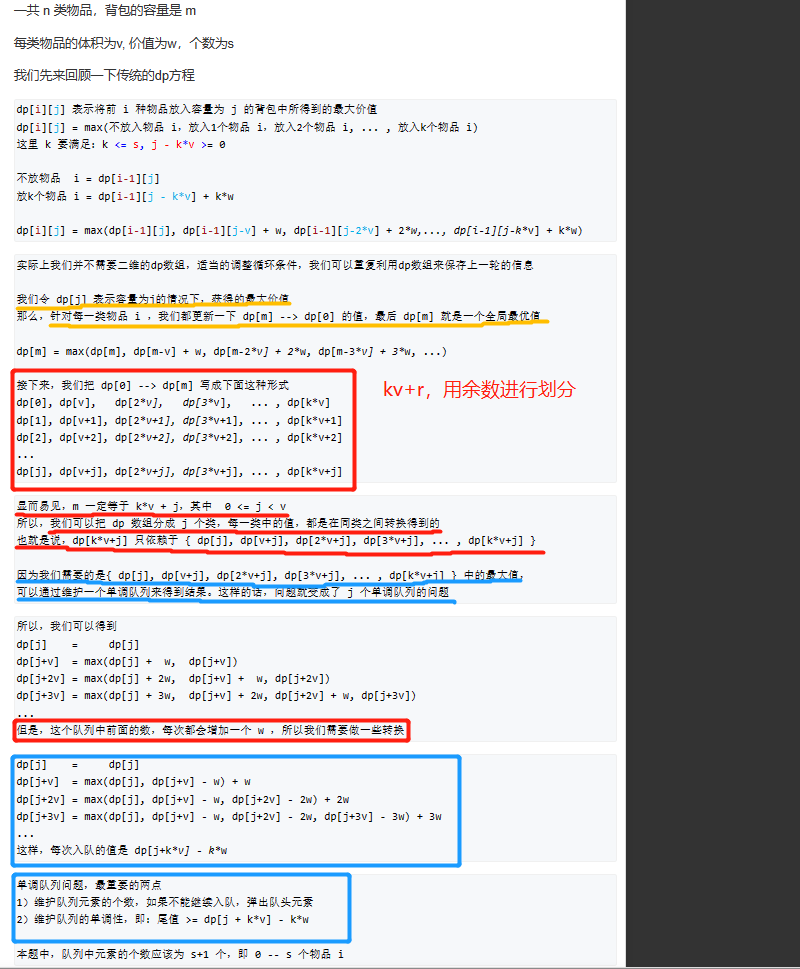 一共 n 类物品，背包的容量是 m
每类物品的体积为v, 价值为w，个数为s
我们先来回顾一下传统的dp方程
dp[i][j] 表示将前 i 种物品放入容量为 j 的背包中所得到的最大价值
dp[i][j] = max(不放入物品 i，放入1个物品 i，放入2个物品 i, ... , 放入k个物品 i)
这里 k 要满足：k <= s, j - k*v >= 0
不放物品  i = dp[i-1][j]
放k个物品 i = dp[i-1][j - k*v] + k*w
dp[i][j] = max(dp[i-1][j], dp[i-1][j-v] + w, dp[i-1][j-2*v] + 2*w,..., dp[i-1][j-k*v] + k*w)
实际上我们并不需要二维的dp数组，适当的调整循环条件，我们可以重复利用dp数组来保存上一轮的信息
我们令 dp[j] 表示容量为j的情况下，获得的最大价值
那么，针对每一类物品 i ，我们都更新一下 dp[m] --> dp[0] 的值，最后 dp[m] 就是一个全局最优值
dp[m] = max(dp[m], dp[m-v] + w, dp[m-2*v] + 2*w, dp[m-3*v] + 3*w, ...)
接下来，我们把 dp[0] --> dp[m] 写成下面这种形式
dp[0], dp[v],   dp[2*v],   dp[3*v],   ... , dp[k*v]
dp[1], dp[v+1], dp[2*v+1], dp[3*v+1], ... , dp[k*v+1]
dp[2], dp[v+2], dp[2*v+2], dp[3*v+2], ... , dp[k*v+2]
...
dp[j], dp[v+j], dp[2*v+j], dp[3*v+j], ... , dp[k*v+j]
kv+r，用余数进行划分
显而易见，m 一定等于 k*v + j，其中  0 <= j < v
所以，我们可以把 dp 数组分成 j 个类，每一类中的值，都是在同类之间转换得到的
也就是说，dp[k*v+j] 只依赖于 { dp[j], dp[v+j], dp[2*v+j], dp[3*v+j], ... , dp[k*v+j] }
因为我们需要的是{ dp[j], dp[v+j], dp[2*v+j], dp[3*v+j], ... , dp[k*v+j] } 中的最大值，
可以通过维护一个单调队列来得到结果。这样的话，问题就变成了 j 个单调队列的问题
所以，我们可以得到
dp[j]    =     dp[j]
dp[j+v]  = max(dp[j] +  w,  dp[j+v])
dp[j+2v] = max(dp[j] + 2w,  dp[j+v] +  w, dp[j+2v])
dp[j+3v] = max(dp[j] + 3w,  dp[j+v] + 2w, dp[j+2v] + w, dp[j+3v])
...
但是，这个队列中前面的数，每次都会增加一个 w ，所以我们需要做一些转换
dp[j]    =     dp[j]
dp[j+v]  = max(dp[j], dp[j+v] - w) + w
dp[j+2v] = max(dp[j], dp[j+v] - w, dp[j+2v] - 2w) + 2w
dp[j+3v] = max(dp[j], dp[j+v] - w, dp[j+2v] - 2w, dp[j+3v] - 3w) + 3w
...
这样，每次入队的值是 dp[j+k*v] - k*w
单调队列问题，最重要的两点
1）维护队列元素的个数，如果不能继续入队，弹出队头元素
2）维护队列的单调性，即：尾值 >= dp[j + k*v] - k*w
本题中，队列中元素的个数应该为 s+1 个，即 0 -- s 个物品 i